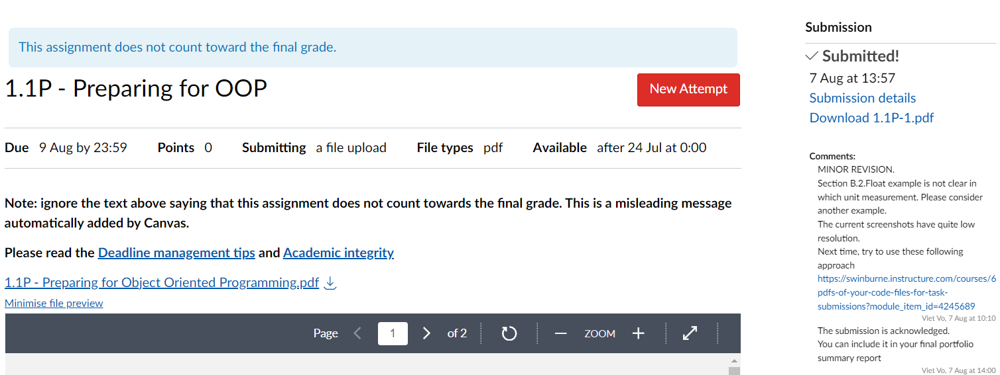 This assignment does not count toward the final grade.
1.1P - Preparing for OOP
New Attempt
Due 9 Aug by 23:59 Points 0 Submitting a file upload File types pdf Available after 24 Jul at 0:00
Note: ignore the text above saying that this assignment does not count towards the final grade. This is a misleading message
automatically added by Canvas.
Please read the Deadline management tips and Academic integrity
1.1P - Preparing for Object Oriented Programming.pdf
Minimise file preview
Page 1 of 2 ZOOM
Submission
Submitted!
7 Aug at 13:57
Submission details
Download 1.1P-1.pdf
Comments:
MINOR REVISION.
Section B.2.Float example is not clear in
which unit measurement. Please consider
another example.
The current screenshots have quite low
resolution.
Next time, try to use these following
approach
https://swinburne.instructure.com/courses/6
pdfs-of-your-code-files-for-task-
submissions?module_item_id=4245689
Viet Vo, 7 Aug at 10:10
The submission is acknowledged.
You can include it in your final portfolio
summary report
Viet Vo, 7 Aug at 14:00